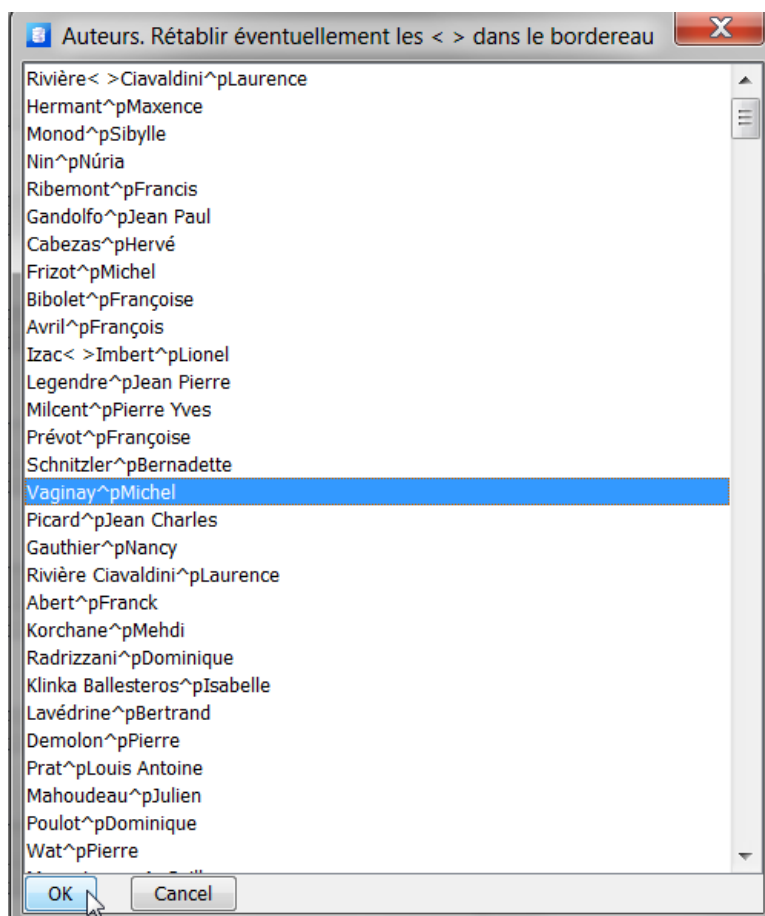 Auteurs. Rétablir éventuellement les < > dans le bordereau
Rivière< >Ciavaldini^pLaurence
Hermant^pMaxence
Monod^pSibylle
Nin^pNúria
Ribemont^pFrancis
Gandolfo^pJean Paul
Cabezas^pHervé
Frizot^pMichel
Bibolet^pFrançoise
Avril^pFrançois
Izac< >Imbert^pLionel
Legendre^pJean Pierre
Milcent^pPierre Yves
Prévot^pFrançoise
Schnitzler^pBernadette
Vaginay^pMichel
Picard^pJean Charles
Gauthier^pNancy
Rivière Ciavaldini^pLaurence
Abert^pFranck
Korchane^pMehdi
Radrizzani^pDominique
Klinka Ballesteros^pIsabelle
Lavédrine^pBertrand
Demolon^pPierre
Prat^pLouis Antoine
Mahoudeau^pJulien
Poulot^pDominique
Wat^pPierre
OK Cancel